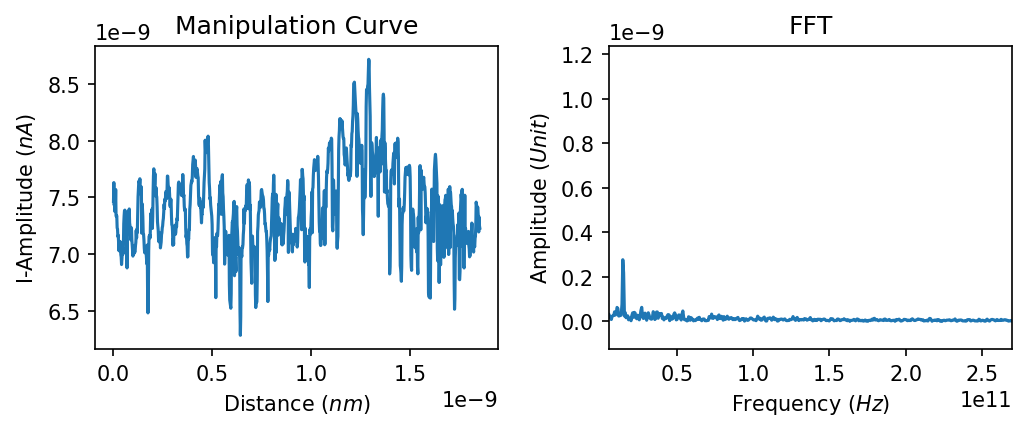 Manipulation Curve
1e−9
I-Amplitude (nA)
8.5
8.0
7.5
7.0
6.5
0.0 0.5 1.0 1.5
Distance (nm)
1e−9
FFT
1e−9
Amplitude (Unit)
1.2
1.0
0.8
0.6
0.4
0.2
0.0
0.5 1.0 1.5 2.0 2.5
Frequency (Hz)
1e11